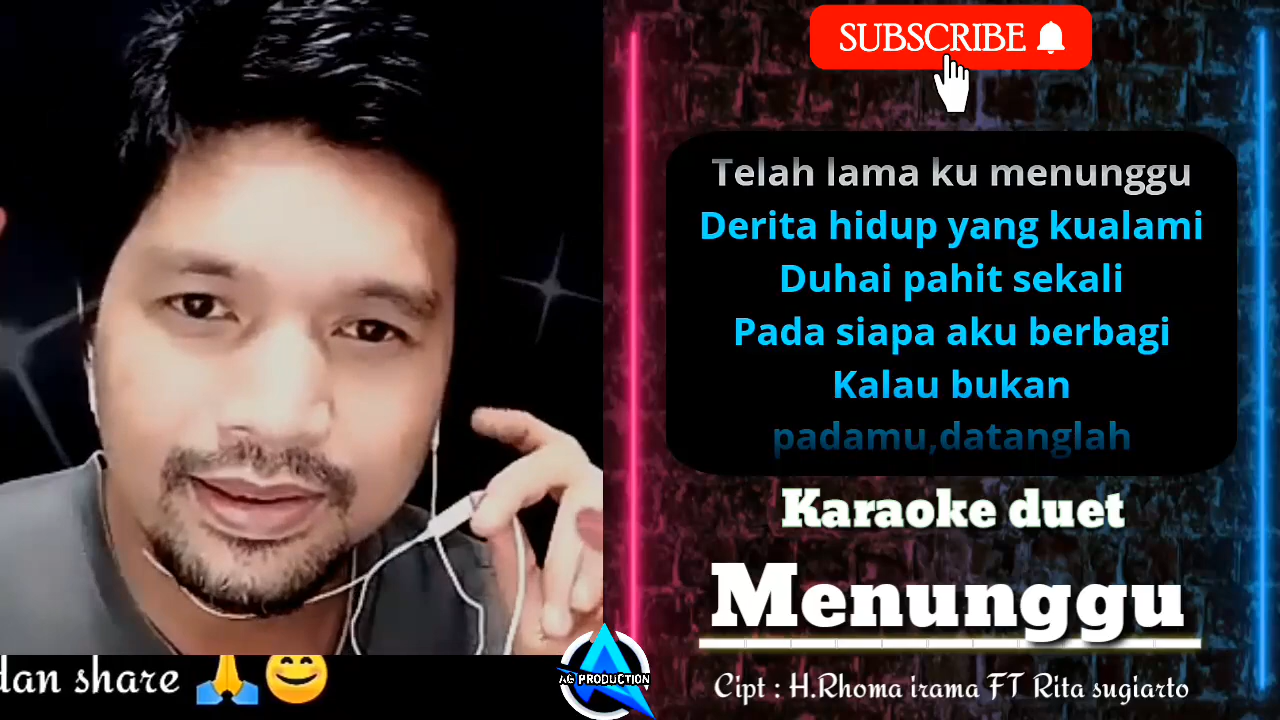 SUBSCRIBE
Telah lama ku menunggu
Derita hidup yang kualami
Duhai pahit sekali
Pada siapa aku berbagi
Kalau bukan
padamu,datanglah
Karaoke duet
Menunggu
Cipt : H.Rhoma irama FT Rita sugiarto
dan share 🙏😊
AG PRODUCTION